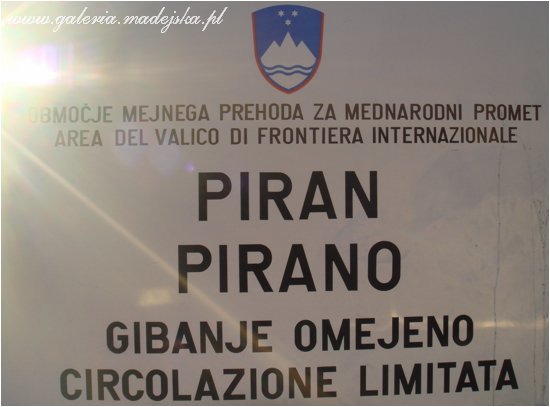 www.galeria.madejska.pl
OBMOČJE MEJNEGA PREHODA ZA MEDNARODNI PROMET
AREA DEL VALICO DI FRONTIERA INTERNAZIONALE
PIRAN
PIRANO
GIBANJE OMEJENO
CIRCOLAZIONE LIMITATA